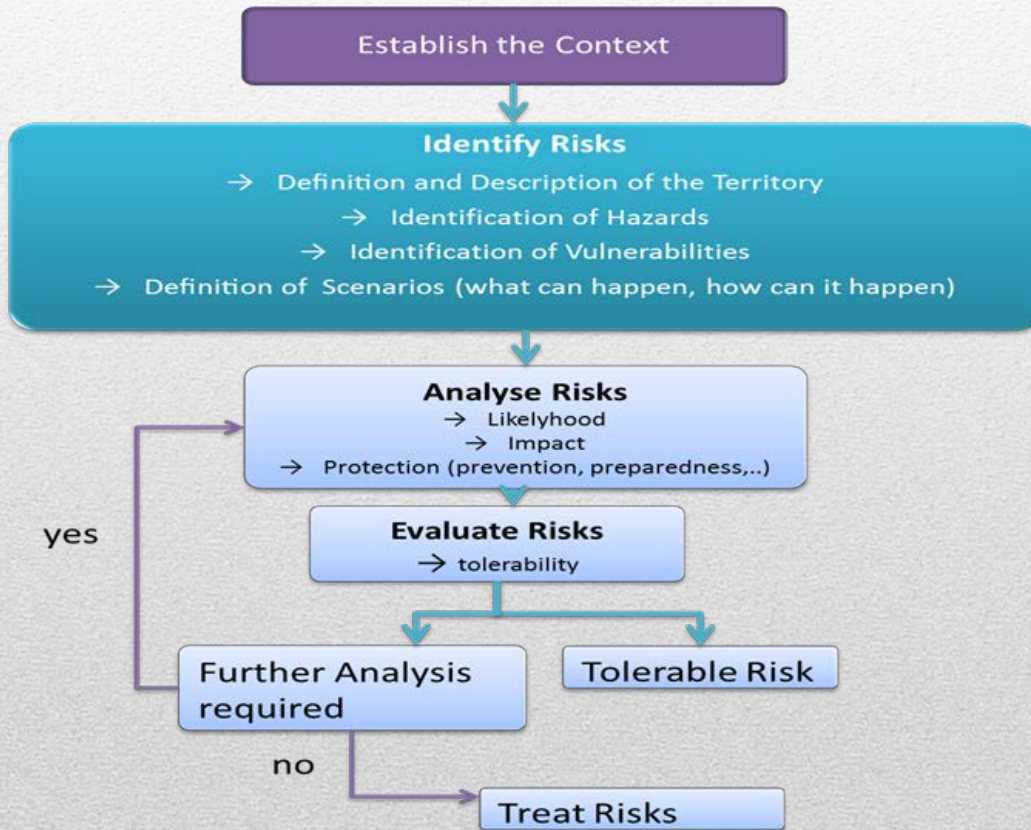 Establish the Context
Identify Risks
→ Definition and Description of the Territory
→ Identification of Hazards
→ Identification of Vulnerabilities
→ Definition of Scenarios (what can happen, how can it happen)
Analyse Risks
→ Likelyhood
→ Impact
→ Protection (prevention, preparedness,..)
yes
Evaluate Risks
→ tolerability
Further Analysis
required
Tolerable Risk
no
Treat Risks